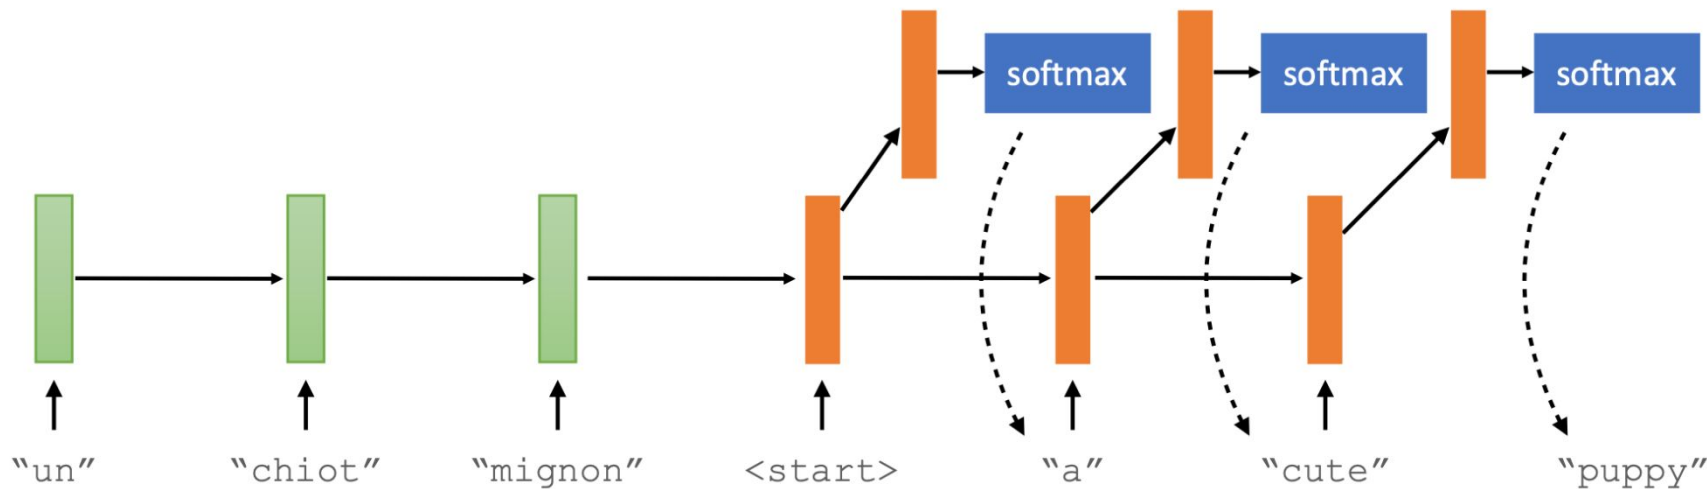 softmax softmax softmax
“un” “chiot” “mignon” <start> “a” “cute” “puppy”